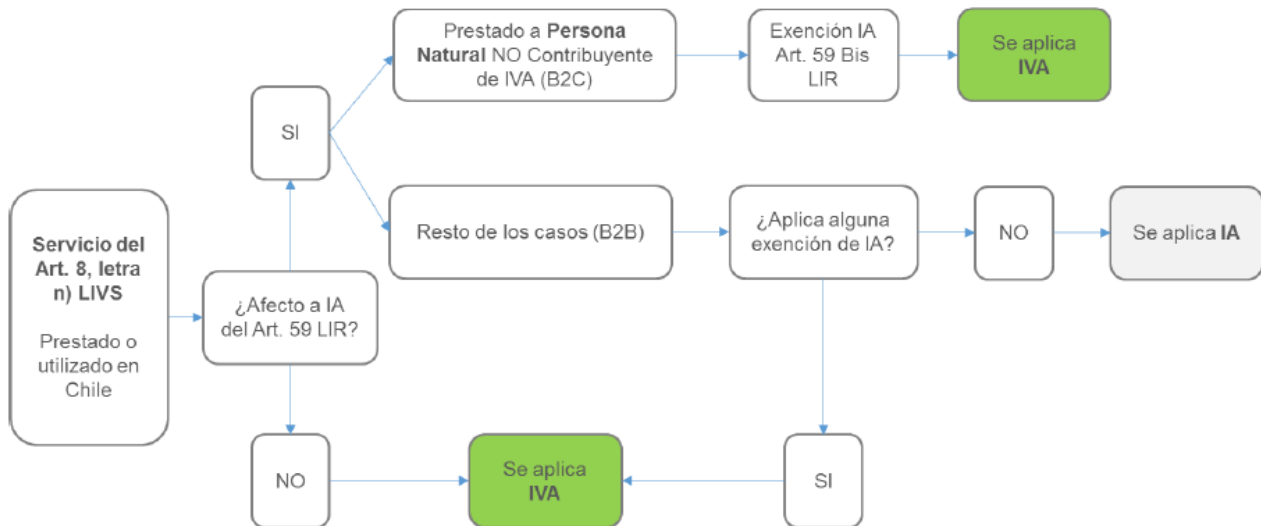 Servicio del
Art. 8, letra
n) LIVS
Prestado o
utilizado en
Chile
¿Afecto a IA
del Art. 59 LIR?
SI
Prestado a Persona
Natural NO Contribuyente
de IVA (B2C)
Exención IA
Art. 59 Bis
LIR
Se aplica
IVA
Resto de los casos (B2B)
¿Aplica alguna
exención de IA?
NO
Se aplica IA
NO
Se aplica
IVA
SI